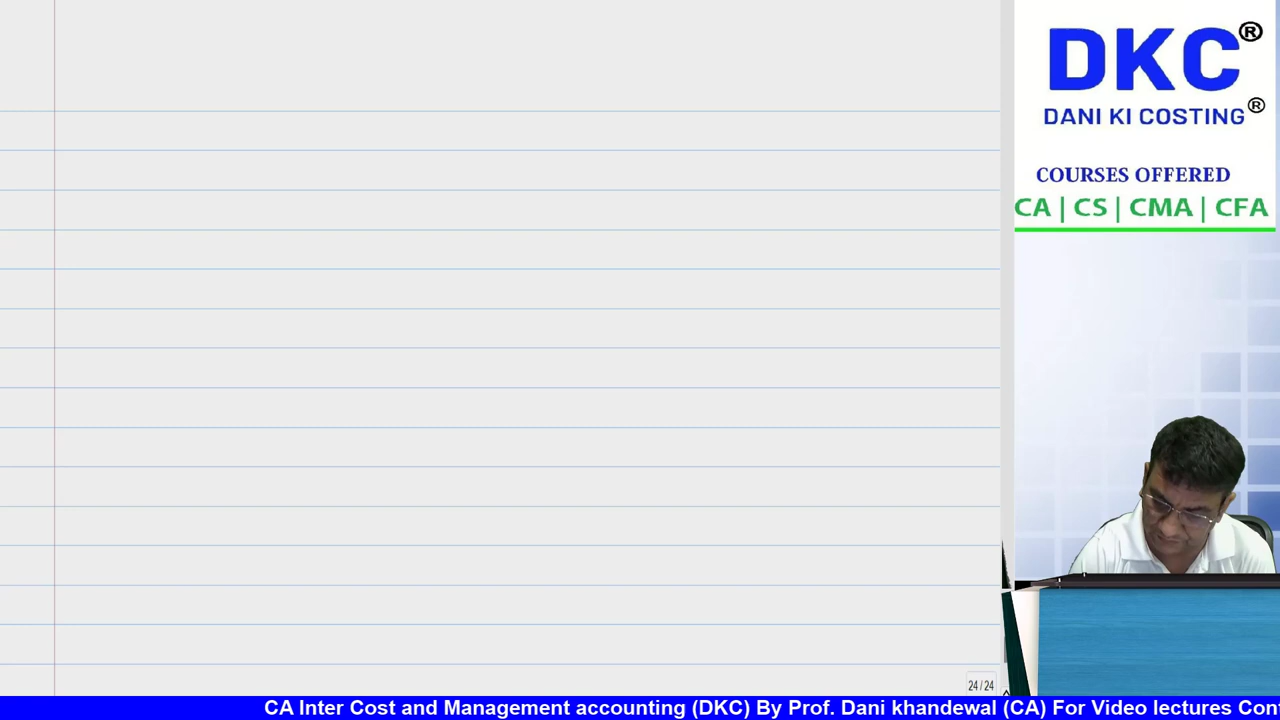 DKC®
DANI KI COSTING®
COURSES OFFERED
CA | CS | CMA | CFA
24 / 24
CA Inter Cost and Management accounting (DKC) By Prof. Dani khandewal (CA) For Video lectures Con